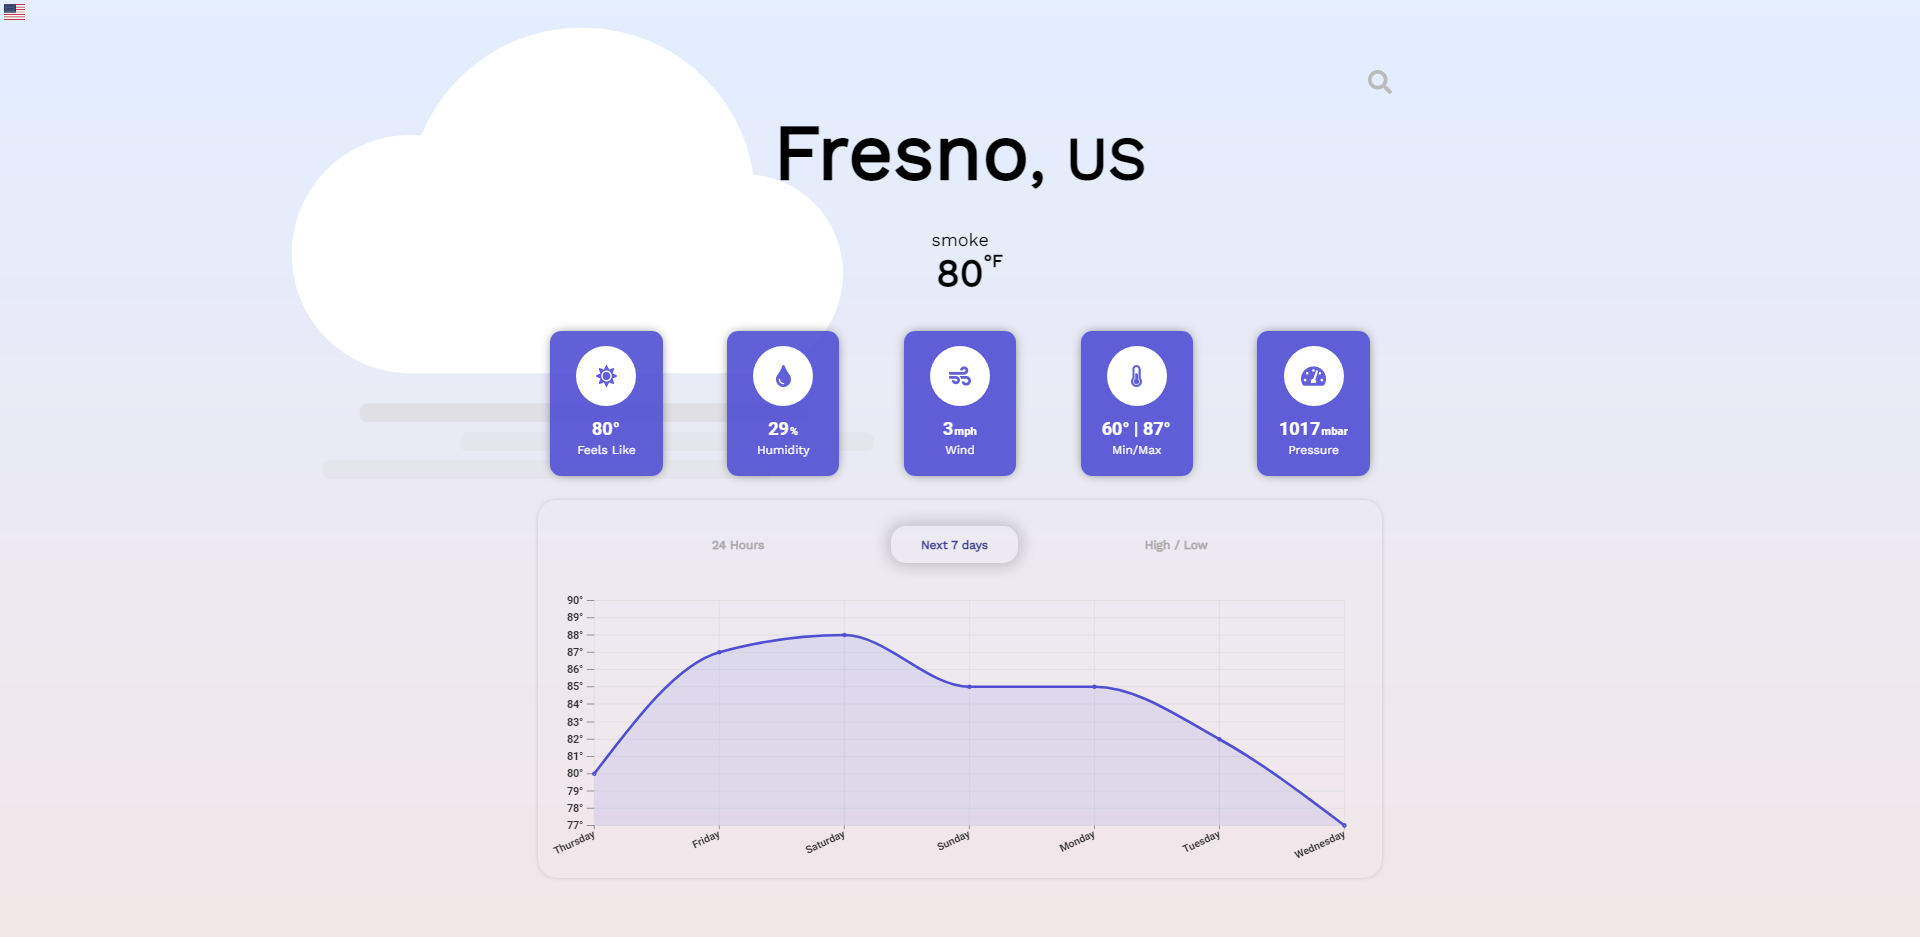 Fresno, US
smoke
80°F
80° 29% 3mph 60° | 87° 1017mbar
Feels Like Humidity Wind Min/Max Pressure
24 Hours Next 7 days High / Low
90°
89°
88°
87°
86°
85°
84°
83°
82°
81°
80°
79°
78°
77°
Thursday Friday Saturday Sunday Monday Tuesday Wednesday